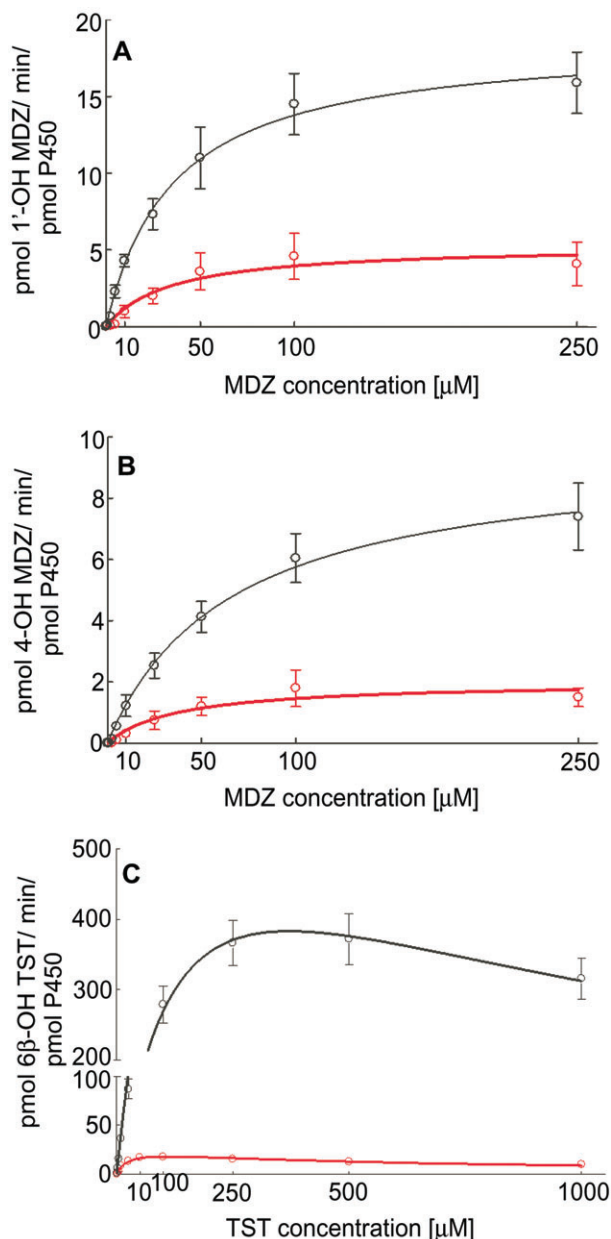 A
pmol 1'-OH MDZ/ min/
pmol P450
20
15
10
5
0
10 50 100 250
MDZ concentration [μM]
B
pmol 4-OH MDZ/ min/
pmol P450
10
8
6
4
2
0
10 50 100 250
MDZ concentration [μM]
C
pmol 6β-OH TST/ min/
pmol P450
500
400
300
200
100
50
0
10 100 250 500 1000
TST concentration [μM]